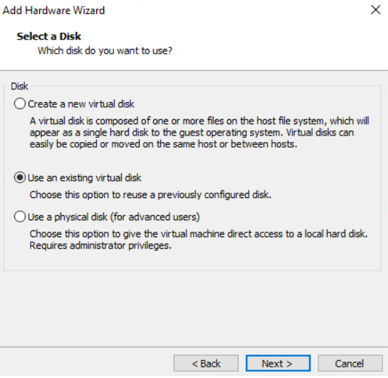 Add Hardware Wizard
Select a Disk
Which disk do you want to use?
Disk
Create a new virtual disk
A virtual disk is composed of one or more files on the host file system, which will
appear as a single hard disk to the guest operating system. Virtual disks can
easily be copied or moved on the same host or between hosts.
Use an existing virtual disk
Choose this option to reuse a previously configured disk.
Use a physical disk (for advanced users)
Choose this option to give the virtual machine direct access to a local hard disk.
Requires administrator privileges.
< Back Next > Cancel